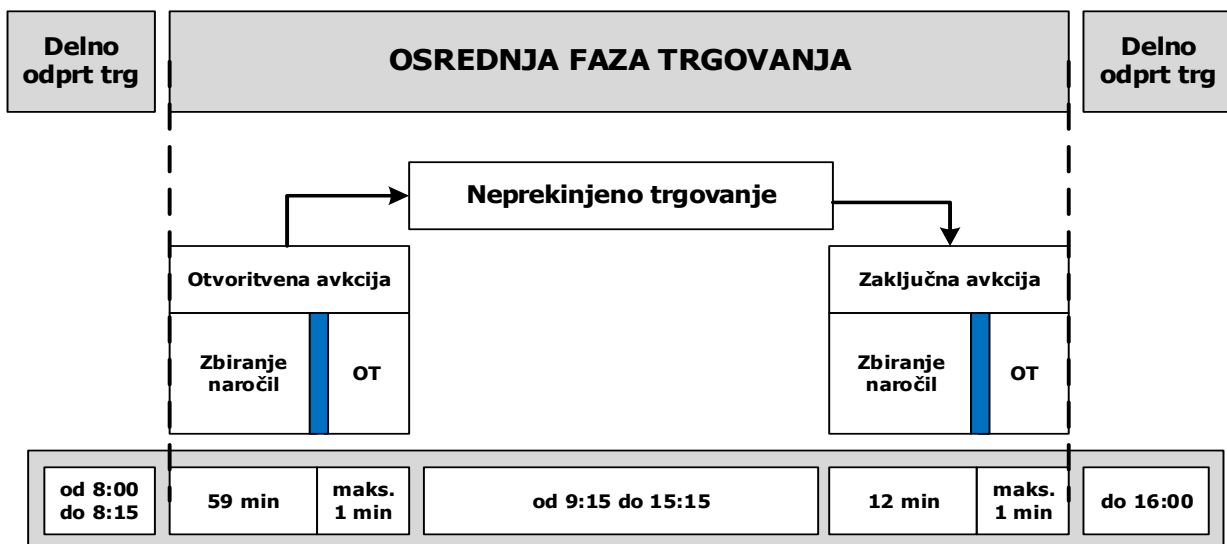 Delno
odprt trg
OSREDNJA FAZA TRGOVANJA
Delno
odprt trg
Neprekinjeno trgovanje
Otvoritvena avkcija
Zaključna avkcija
Zbiranje
naročil
OT
Zbiranje
naročil
OT
od 8:00
do 8:15
59 min
maks.
1 min
od 9:15 do 15:15
12 min
maks.
1 min
do 16:00